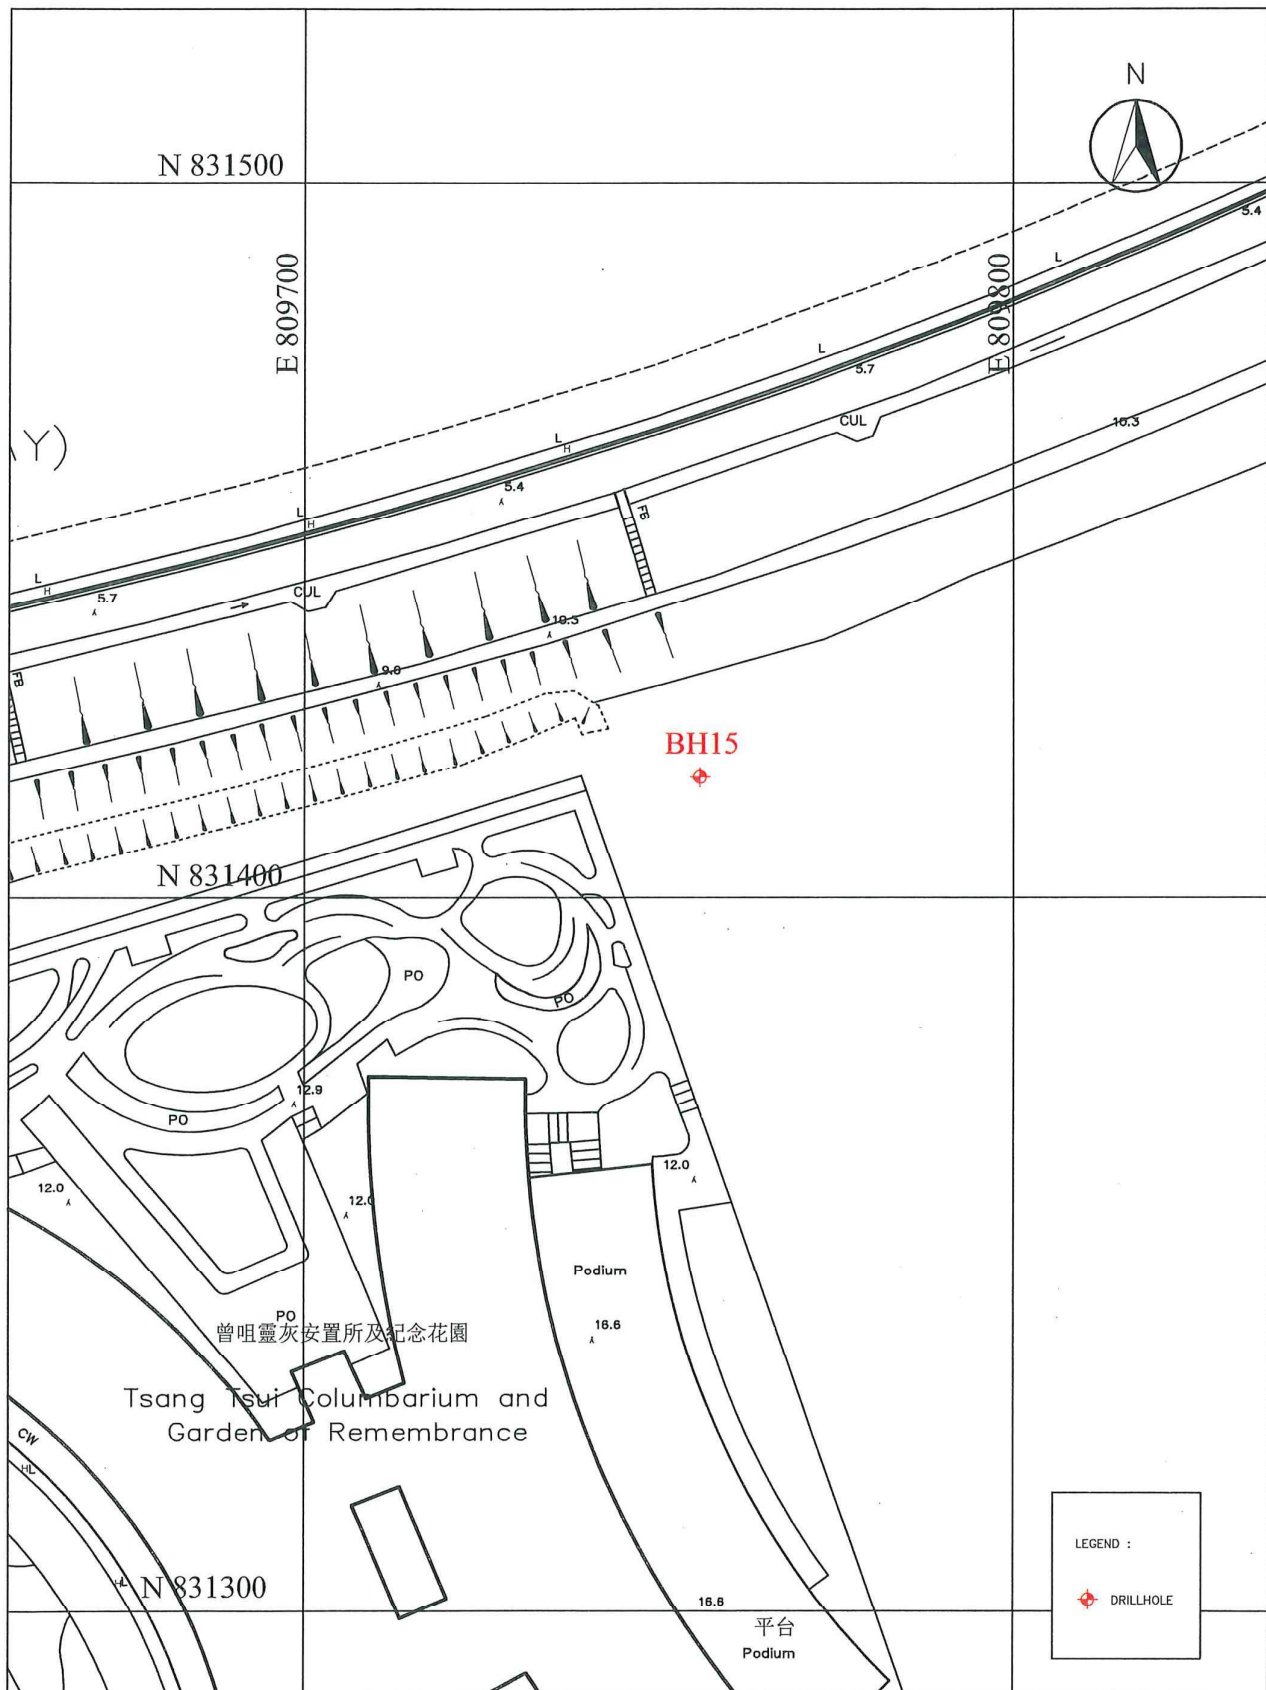 N
N 831500
5.4
E 809700
E 809800
L
L
5.7
CUL
10.3
Y)
L
H
5.4
FB
L
H
L
H
5.7
CUL
10.3
9.8
FB
BH15
N 831400
PO
PO
12.9
PO
12.0
12.0
12.0
Podium
16.6
PO
曾咀靈灰安置所及紀念花園
Tsang Tsui Columbarium and
Garden of Remembrance
CW
HL
HL
N 831300
16.6
平台
Podium
LEGEND :
DRILLHOLE